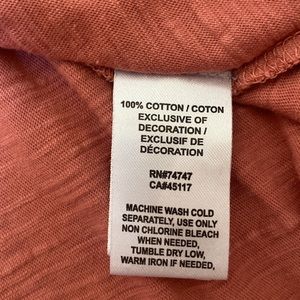 100% COTTON / COTON
EXCLUSIVE OF
DECORATION /
EXCLUSIF DE
DÉCORATION
RN#74747
CA#45117
MACHINE WASH COLD
SEPARATELY, USE ONLY
NON CHLORINE BLEACH
WHEN NEEDED,
TUMBLE DRY LOW,
WARM IRON IF NEEDED,